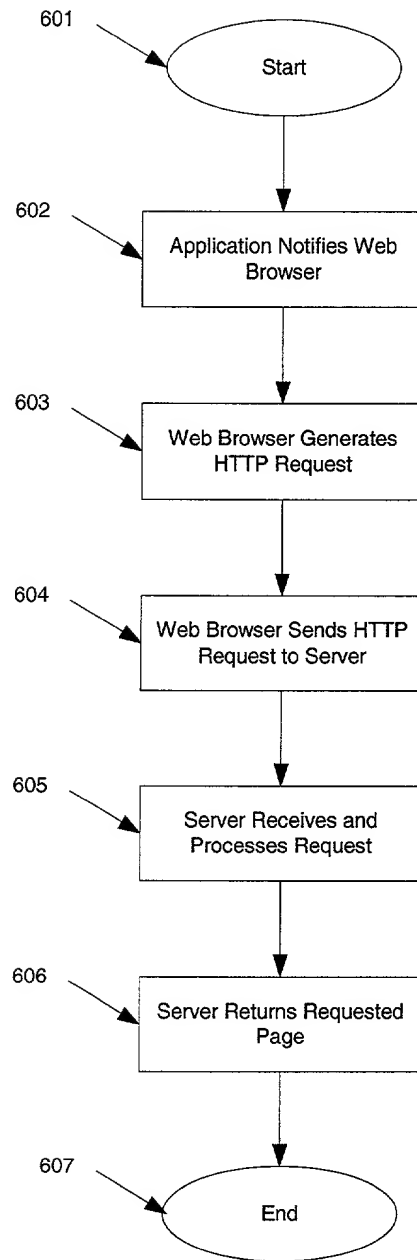 601
Start
602
Application Notifies Web
Browser
603
Web Browser Generates
HTTP Request
604
Web Browser Sends HTTP
Request to Server
605
Server Receives and
Processes Request
606
Server Returns Requested
Page
607
End